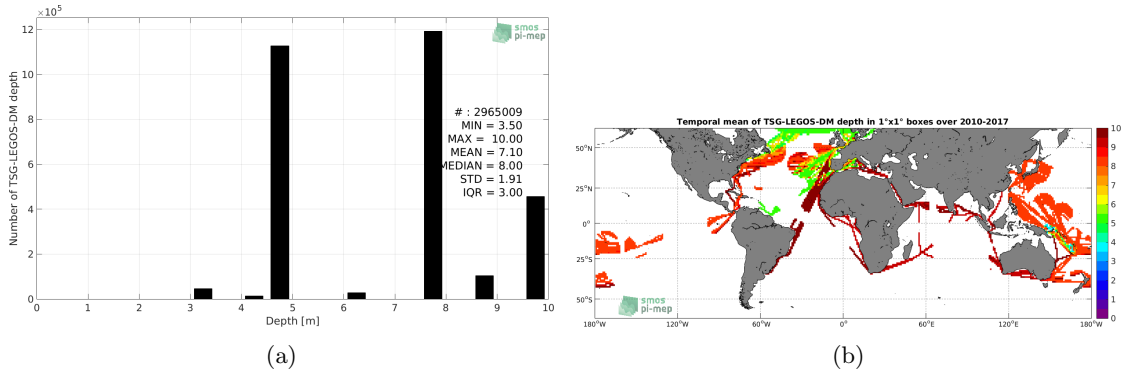 ×10⁵
12
10
8
6
4
2
0
Number of TSG-LEGOS-DM depth
smos
pi-mep
# : 2965009
MIN = 3.50
MAX = 10.00
MEAN = 7.10
MEDIAN = 8.00
STD = 1.91
IQR = 3.00
0 1 2 3 4 5 6 7 8 9 10
Depth [m]
(a)
Temporal mean of TSG-LEGOS-DM depth in 1°x1° boxes over 2010-2017
50°N
25°N
0°
25°S
50°S
180°W 120°W 60°W 0° 60°E 120°E 180°W
10
9
8
7
6
5
4
3
2
1
0
smos
pi-mep
(b)